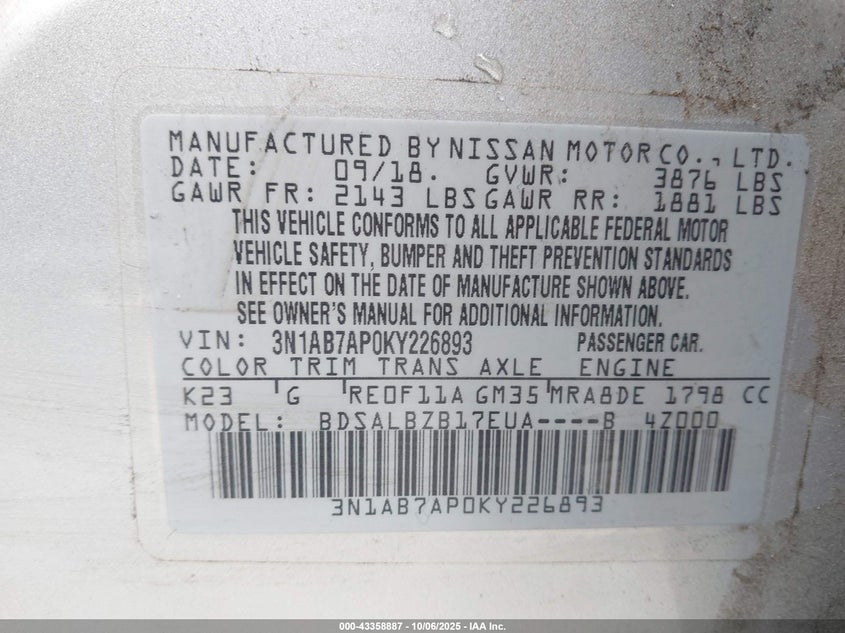 MANUFACTURED BY NISSAN MOTOR CO., LTD.
DATE: 09/18. GVWR: 3876 LBS
GAWR FR: 2143 LBS GAWR RR: 1881 LBS
THIS VEHICLE CONFORMS TO ALL APPLICABLE FEDERAL MOTOR
VEHICLE SAFETY, BUMPER AND THEFT PREVENTION STANDARDS
IN EFFECT ON THE DATE OF MANUFACTURE SHOWN ABOVE.
SEE OWNER'S MANUAL FOR ADDITIONAL INFORMATION.
VIN: 3N1AB7AP0KY226893 PASSENGER CAR.
COLOR TRIM TRANS AXLE ENGINE
K23 G RE0F11A GM35 MRA8DE 1798 CC
MODEL: BDSALBZB17EUA----B 4Z000
3N1AB7AP0KY226893
000-43358887 - 10/06/2025 - IAA Inc.